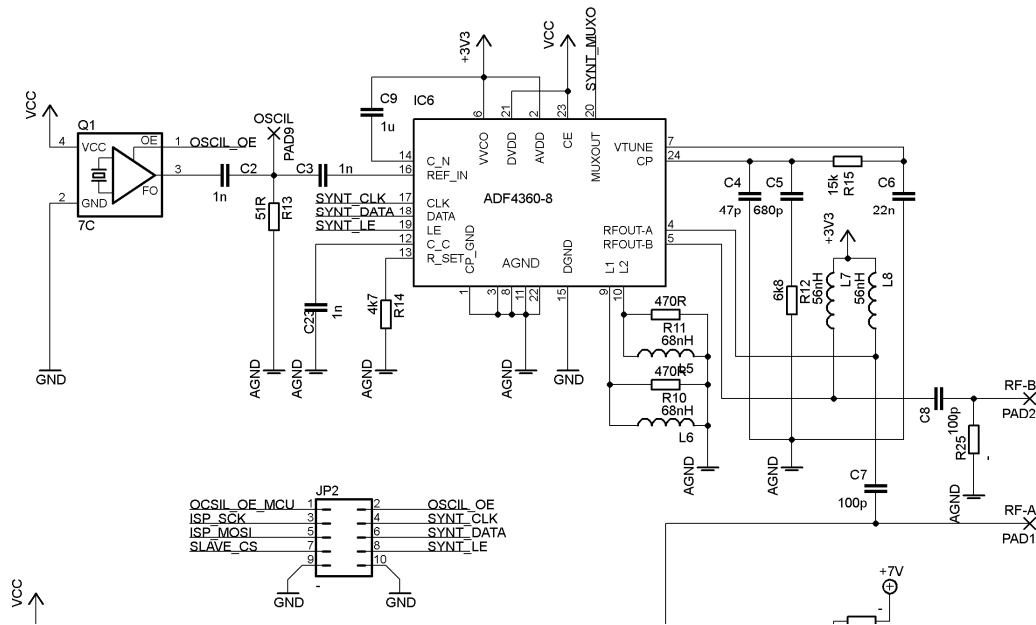 +3V3
VCC
SYNT_MUXO
VCC
Q1
4
VCC
OE
1
OSCIL_OE
OSCIL
PAD9
C9
1u
IC6
6
21
2
23
20
VVCO
DVDD
AVDD
CE
MUXOUT
VTUNE
7
CP
24
14
C_N
16
REF_IN
3
FO
C2
1n
C3
1n
2
GND
7C
51R
R13
SYNT_CLK
17
CLK
SYNT_DATA
18
DATA
SYNT_LE
19
LE
12
C_C
13
R_SET
ADF4360-8
CP_GND
AGND
DGND
L1
L2
RFOUT-A
4
RFOUT-B
5
C4
47p
C5
680p
15k
R15
C6
22n
+3V3
6k8
R12
56nH
L7
56nH
L8
C23
1n
4k7
R14
1
3
8
11
22
15
9
10
470R
R11
68nH
L5
470R
R10
68nH
L6
GND
AGND
AGND
AGND
AGND
GND
AGND
AGND
C8
100p
RF-B
PAD2
R25
AGND
C7
100p
RF-A
PAD1
JP2
OCSIL_OE_MCU
1
2
OSCIL_OE
ISP_SCK
3
4
SYNT_CLK
ISP_MOSI
5
6
SYNT_DATA
SLAVE_CS
7
8
SYNT_LE
9
10
GND
GND
VCC
+7V